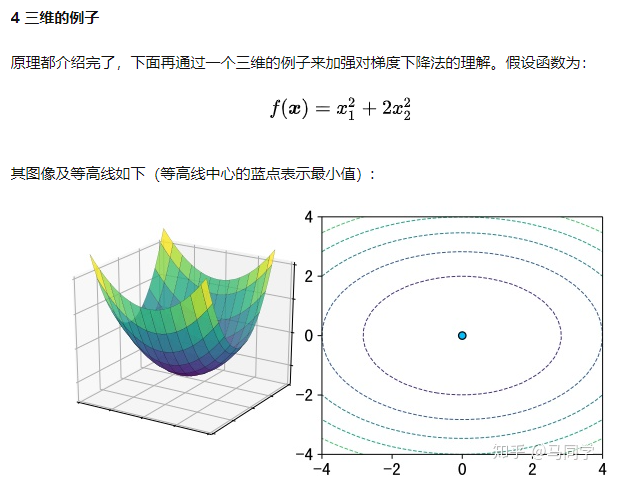 4 三维的例子
原理都介绍完了，下面再通过一个三维的例子来加强对梯度下降法的理解。假设函数为：
f(x) = x₁² + 2x₂²
其图像及等高线如下（等高线中心的蓝点表示最小值）：
4
2
0
-2
-4
-4 -2 0 2 4
知乎 @马同学